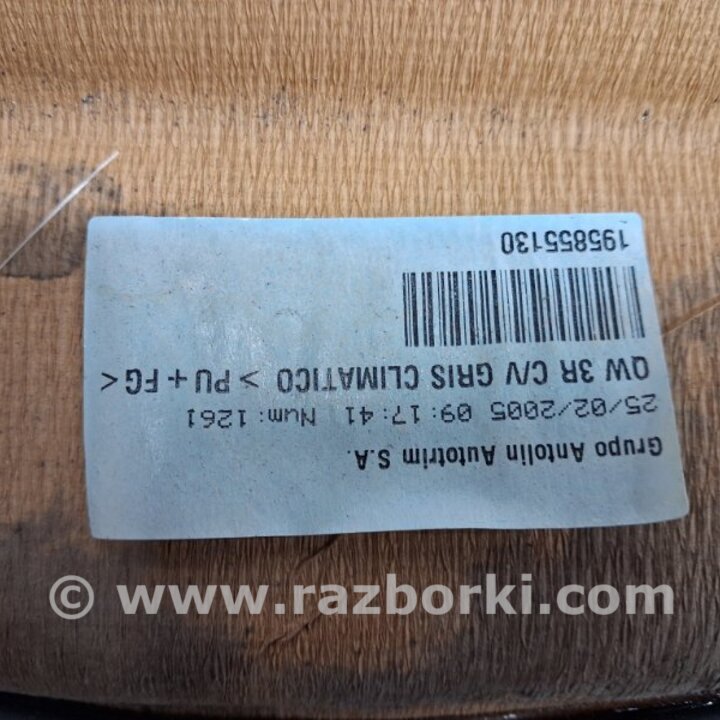 Grupo Antolin Autotrim S.A.
25/02/2005 09:17:41 Num:1261
QW 3R C/V GRIS CLIMATICO > PU + FG <
195855130
© www.razborki.com